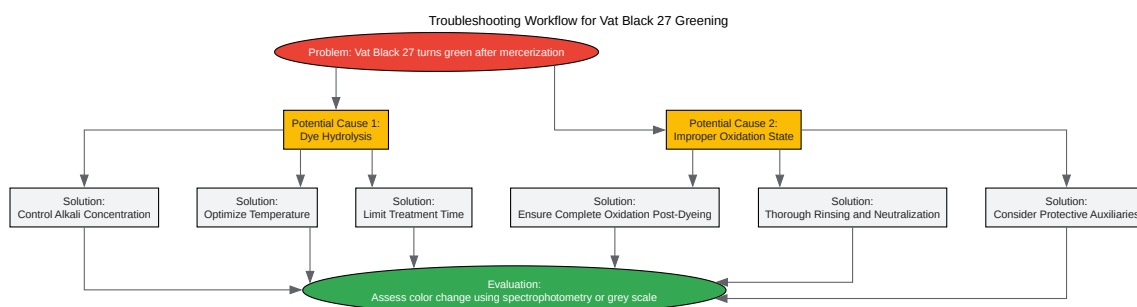 Troubleshooting Workflow for Vat Black 27 Greening
Problem: Vat Black 27 turns green after mercerization
Potential Cause 1:
Dye Hydrolysis
Potential Cause 2:
Improper Oxidation State
Solution:
Control Alkali Concentration
Solution:
Optimize Temperature
Solution:
Limit Treatment Time
Solution:
Ensure Complete Oxidation Post-Dyeing
Solution:
Thorough Rinsing and Neutralization
Solution:
Consider Protective Auxiliaries
Evaluation:
Assess color change using spectrophotometry or grey scale